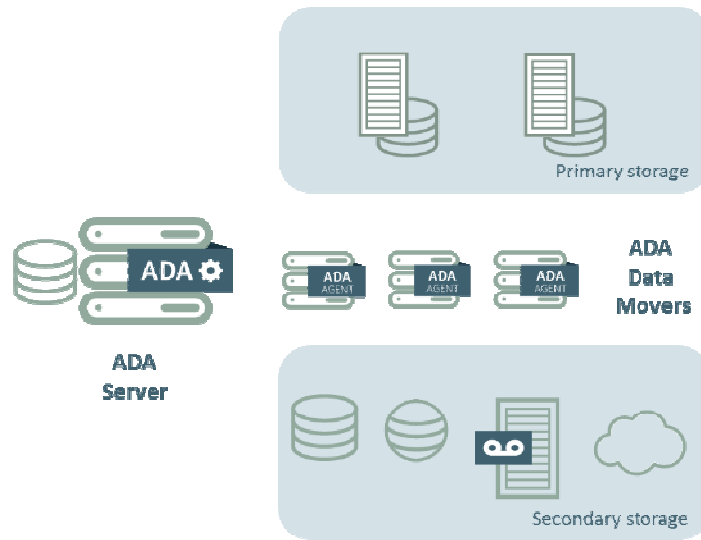 Primary storage
ADA
ADA
AGENT
ADA
AGENT
ADA
AGENT
ADA
Data
Movers
ADA
Server
Secondary storage